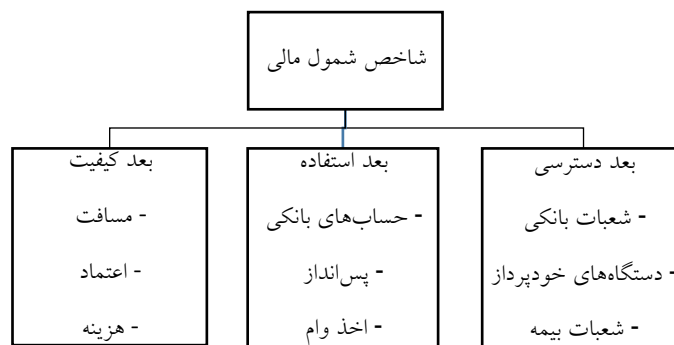 شاخص شمول مالی
بعد دسترسی
- شعبات بانکی
- دستگاه‌های خودپرداز
- شعبات بیمه
بعد استفاده
- حساب‌های بانکی
- پس‌انداز
- اخذ وام
بعد کیفیت
- مسافت
- اعتماد
- هزینه